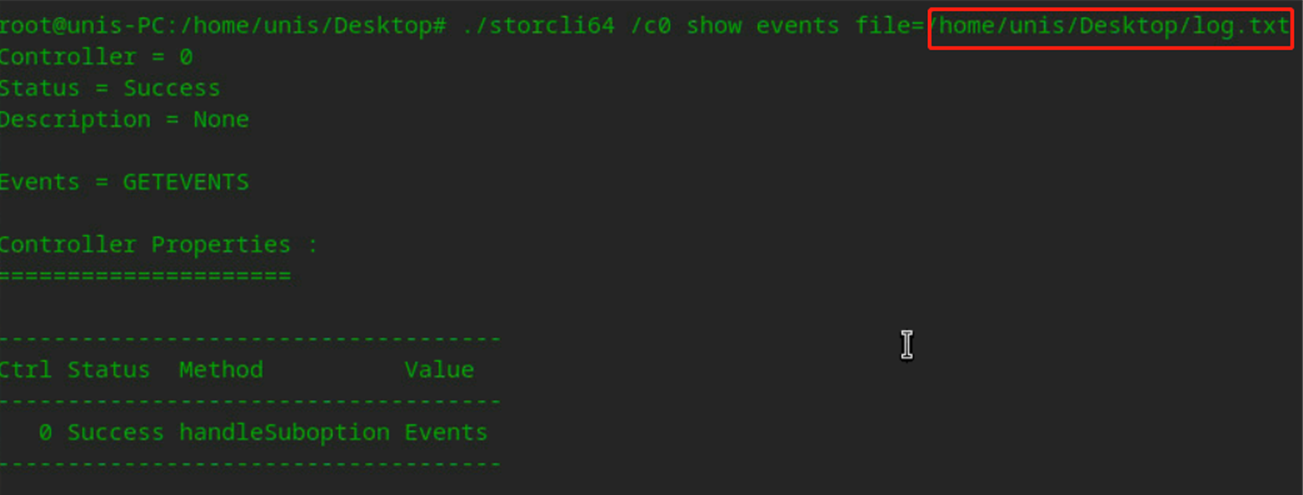 root@unis-PC:/home/unis/Desktop# ./storcli64 /c0 show events file=/home/unis/Desktop/log.txt
Controller = 0
Status = Success
Description = None
Events = GETEVENTS
Controller Properties :
=====================
------------------------------------
Ctrl Status  Method          Value
------------------------------------
   0 Success handleSuboption Events
------------------------------------